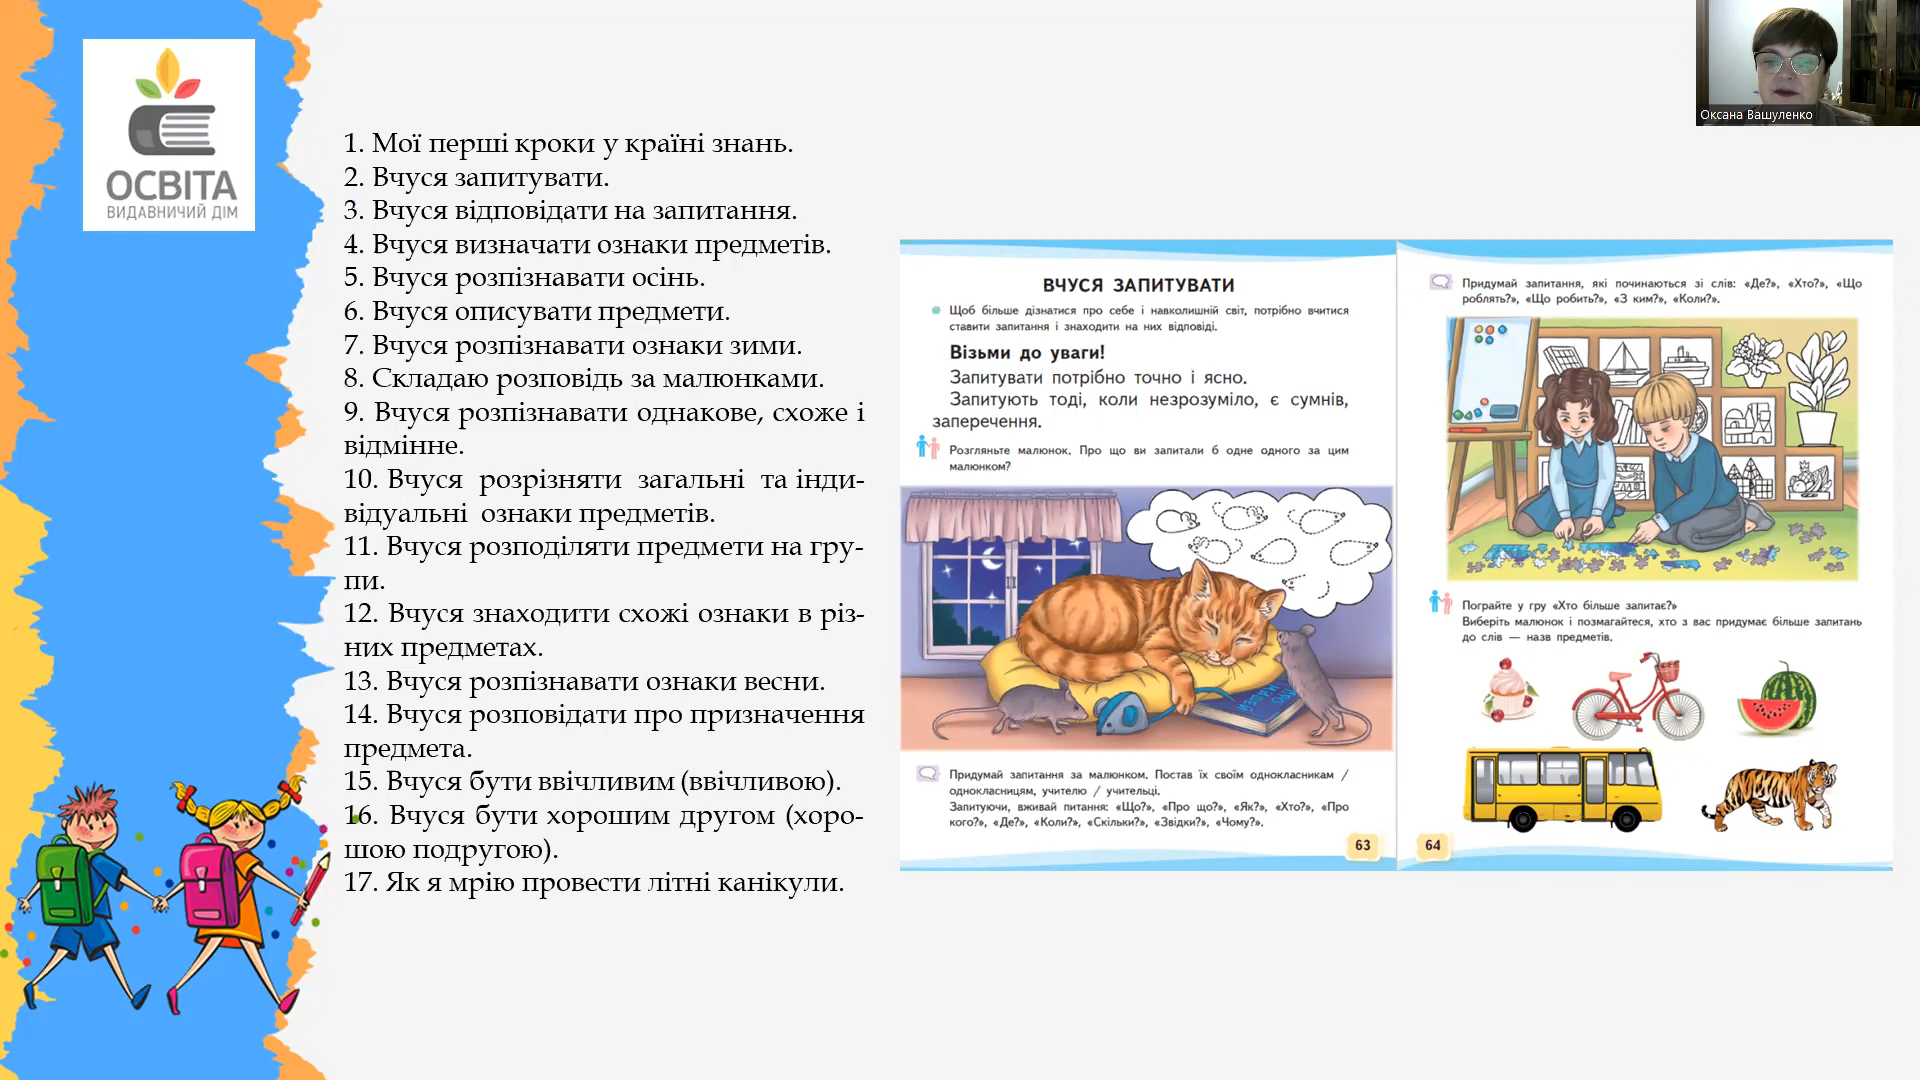 ОСВІТА
ВИДАВНИЧИЙ ДІМ
1. Мої перші кроки у країні знань.
2. Вчуся запитувати.
3. Вчуся відповідати на запитання.
4. Вчуся визначати ознаки предметів.
5. Вчуся розпізнавати осінь.
6. Вчуся описувати предмети.
7. Вчуся розпізнавати ознаки зими.
8. Складаю розповідь за малюнками.
9. Вчуся розпізнавати однакове, схоже і
відмінне.
10. Вчуся розрізняти загальні та інди-
відуальні ознаки предметів.
11. Вчуся розподіляти предмети на гру-
пи.
12. Вчуся знаходити схожі ознаки в різ-
них предметах.
13. Вчуся розпізнавати ознаки весни.
14. Вчуся розповідати про призначення
предмета.
15. Вчуся бути ввічливим (ввічливою).
16. Вчуся бути хорошим другом (хоро-
шою подругою).
17. Як я мрію провести літні канікули.
ВЧУСЯ ЗАПИТУВАТИ
Щоб більше дізнатися про себе і навколишній світ, потрібно вчитися
ставити запитання і знаходити на них відповіді.
Візьми до уваги!
Запитувати потрібно точно і ясно.
Запитують тоді, коли незрозуміло, є сумнів,
заперечення.
Розгляньте малюнок. Про що ви запитали б одне одного за цим
малюнком?
Придумай запитання за малюнком. Постав їх своїм однокласникам /
однокласницям, учителю / учительці.
Запитуючи, вживай питання: «Що?», «Про що?», «Як?», «Хто?», «Про
кого?», «Де?», «Коли?», «Скільки?», «Звідки?», «Чому?».
63
Придумай запитання, які починаються зі слів: «Де?», «Хто?», «Що
роблять?», «Що робить?», «З ким?», «Коли?».
Пограйте у гру «Хто більше запитає?»
Виберіть малюнок і позмагайтеся, хто з вас придумає більше запитань
до слів — назв предметів.
64
Оксана Вашуленко